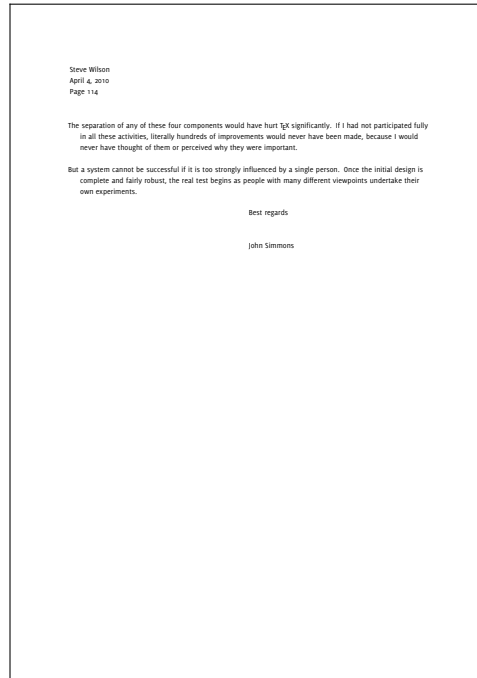 Steve Wilson
April 4, 2010
Page 114
The separation of any of these four components would have hurt TEX significantly. If I had not participated fully
in all these activities, literally hundreds of improvements would never have been made, because I would
never have thought of them or perceived why they were important.
But a system cannot be successful if it is too strongly influenced by a single person. Once the initial design is
complete and fairly robust, the real test begins as people with many different viewpoints undertake their
own experiments.
Best regards
John Simmons